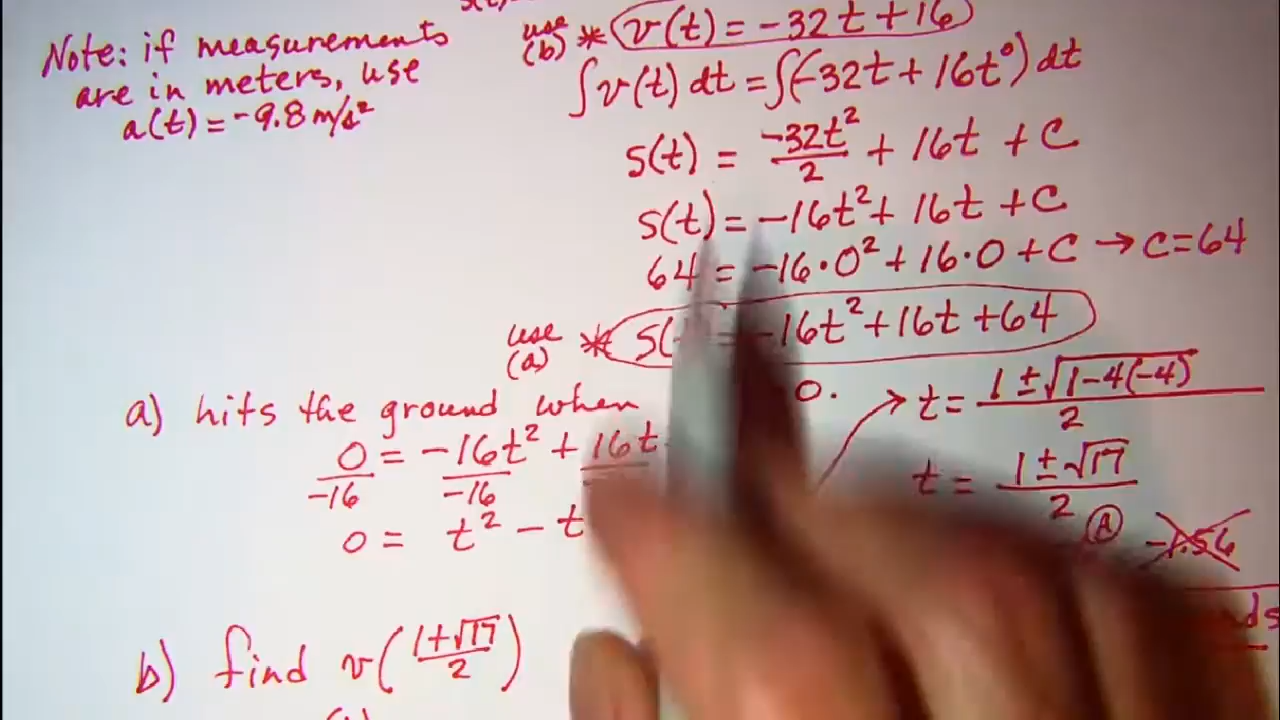 Note: if measurements
are in meters, use
a(t) = -9.8 m/s²
use
(b) * v(t) = -32t + 16
∫v(t) dt = ∫(-32t + 16t⁰) dt
s(t) = -32t²/2 + 16t + C
s(t) = -16t² + 16t + C
64 = -16·0² + 16·0 + C → C = 64
use
(a) * s( -16t² + 16t + 64
a) hits the ground when 0.
0 = -16t² + 16t
-16 -16
0 = t² - t
t = 1 ± √1-4(-4) / 2
t = 1 ± √17 / 2
A -1.56
b) find v(1+√17 / 2)